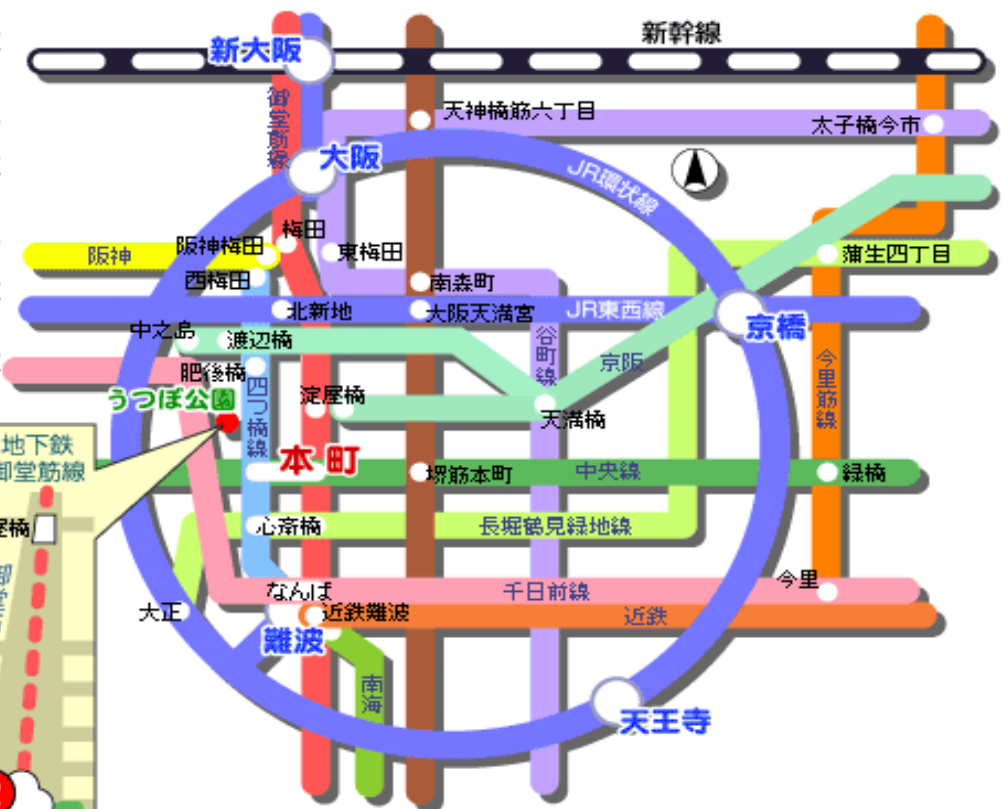 新幹線
新大阪
御堂筋線
天神橋筋六丁目
太子橋今市
大阪
JR環状線
梅田
阪神梅田
東梅田
阪神
蒲生四丁目
西梅田
南森町
北新地
大阪天満宮
JR東西線
京橋
中之島
渡辺橋
谷町線
京阪
今里筋線
肥後橋
うつぼ公園
四つ橋線
淀屋橋
天満橋
地下鉄
御堂筋線
本町
堺筋本町
中央線
緑橋
屋橋
心斎橋
長堀鶴見緑地線
なんば
千日前線
今里
大正
近鉄難波
近鉄
難波
南海
天王寺